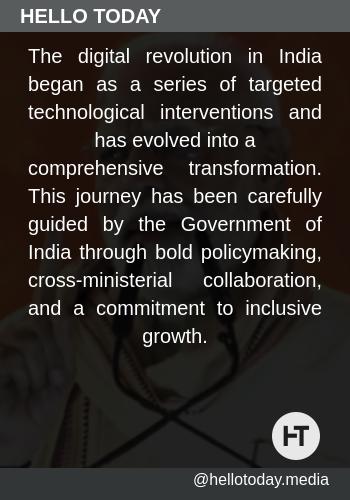 HELLO TODAY
The digital revolution in India
began as a series of targeted
technological interventions and
has evolved into a
comprehensive transformation.
This journey has been carefully
guided by the Government of
India through bold policymaking,
cross-ministerial collaboration,
and a commitment to inclusive
growth.
HT
@hellotoday.media